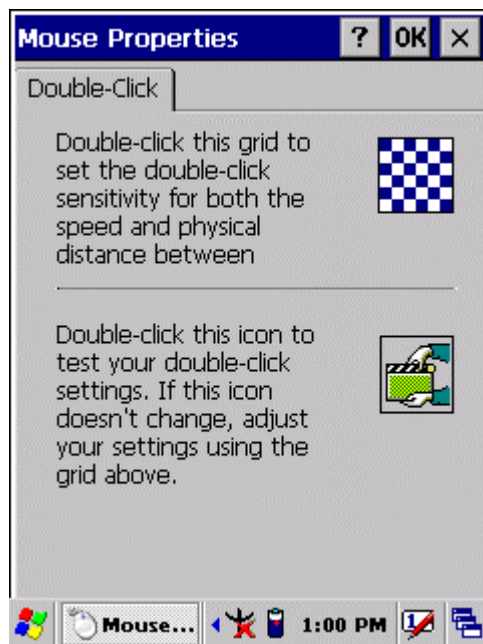 Mouse Properties ? OK ×
Double-Click
Double-click this grid to
set the double-click
sensitivity for both the
speed and physical
distance between
Double-click this icon to
test your double-click
settings. If this icon
doesn't change, adjust
your settings using the
grid above.
Mouse... 1:00 PM